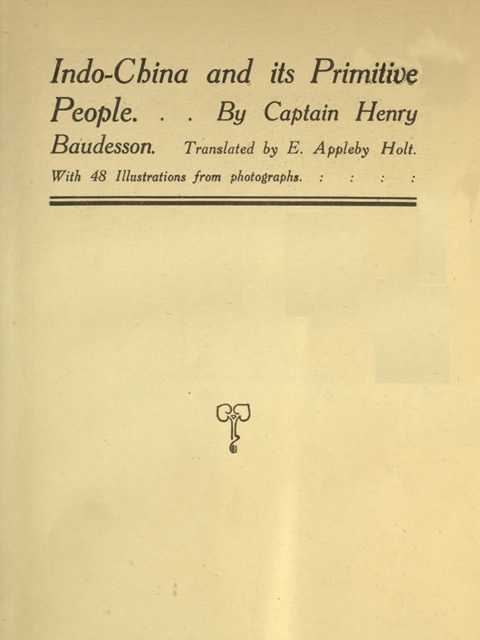 Indo-China and its Primitive
People. . . By Captain Henry
Baudesson. Translated by E. Appleby Holt.
With 48 Illustrations from photographs. : : : :